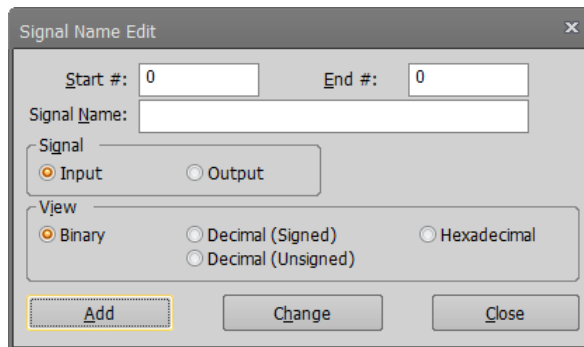 Signal Name Edit
Start #: 0 End #: 0
Signal Name:
Signal
Input Output
View
Binary Decimal (Signed) Hexadecimal
Decimal (Unsigned)
Add Change Close